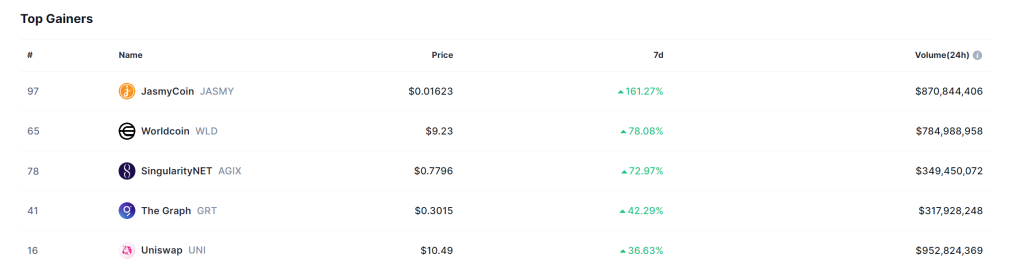 Top Gainers
# Name Price 7d Volume(24h)
97 JasmyCoin JASMY $0.01623 161.27% $870,844,406
65 Worldcoin WLD $9.23 78.08% $784,988,958
78 SingularityNET AGIX $0.7796 72.97% $349,450,072
41 The Graph GRT $0.3015 42.29% $317,928,248
16 Uniswap UNI $10.49 36.63% $952,824,369